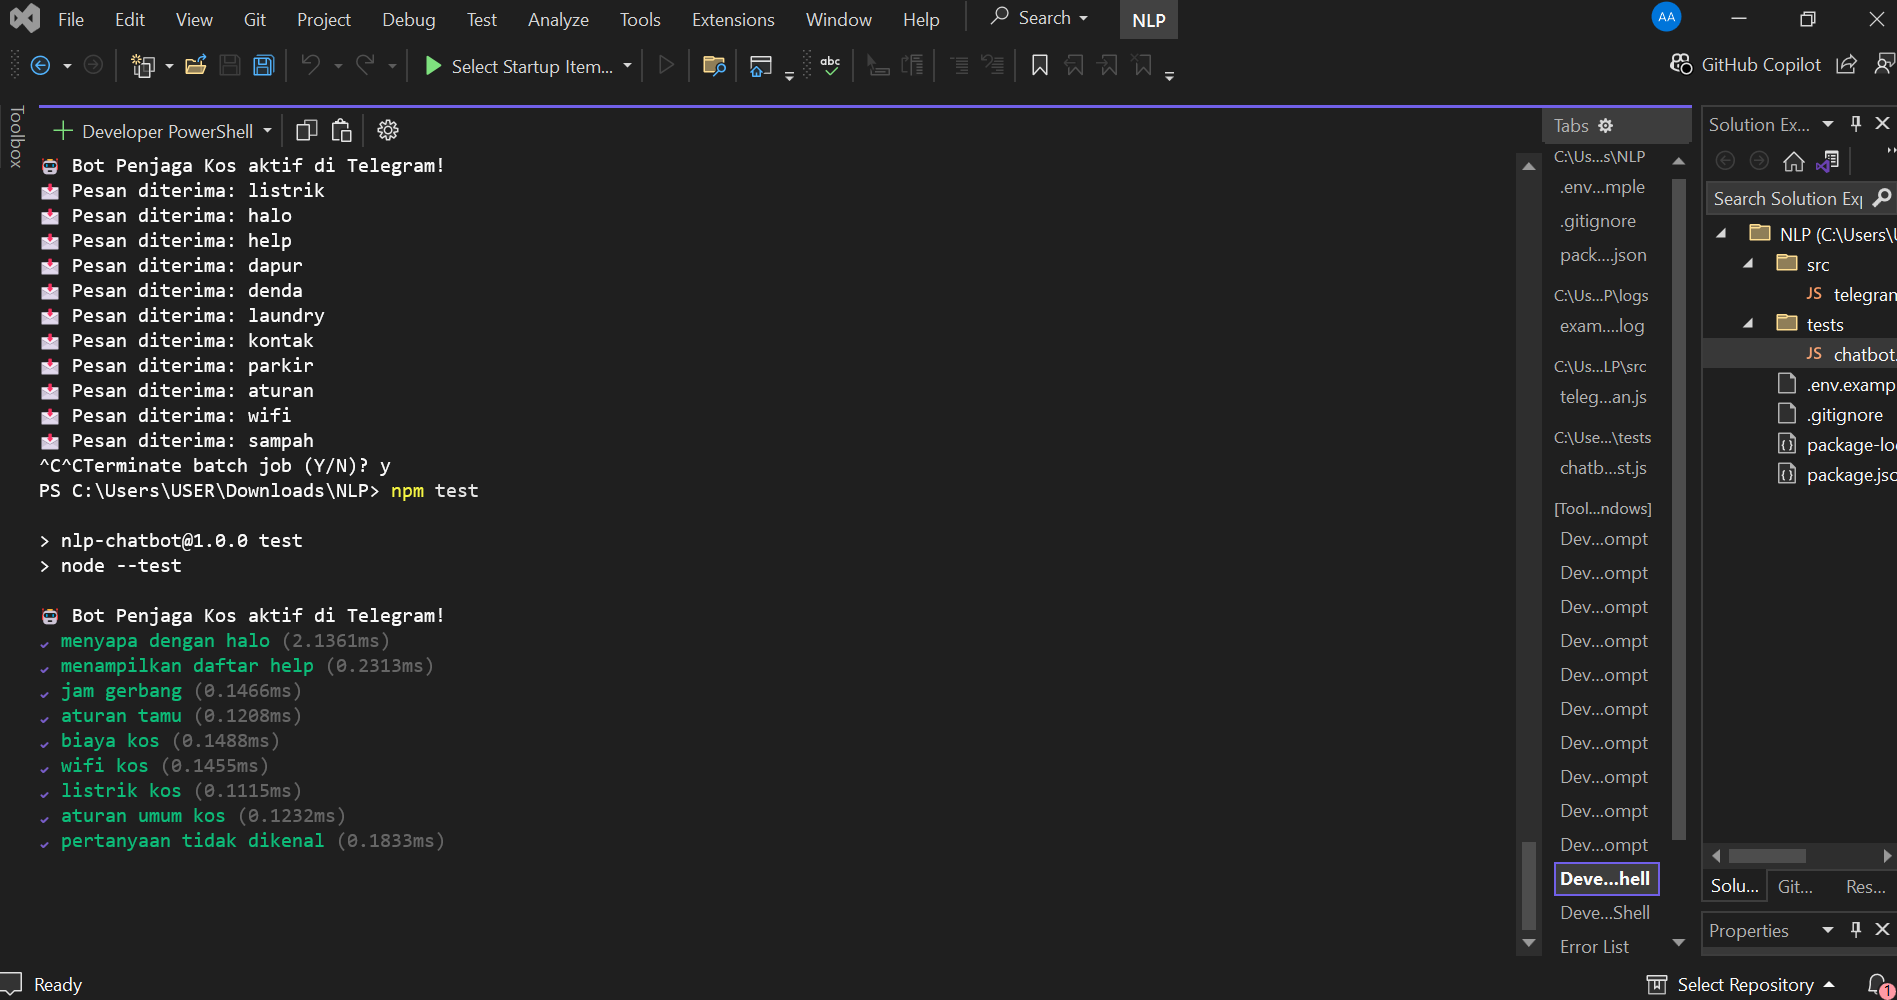 File Edit View Git Project Debug Test Analyze Tools Extensions Window Help Search NLP AA
Select Startup Item... abc GitHub Copilot
Toolbox
Developer PowerShell
🤖 Bot Penjaga Kos aktif di Telegram!
📩 Pesan diterima: listrik
📩 Pesan diterima: halo
📩 Pesan diterima: help
📩 Pesan diterima: dapur
📩 Pesan diterima: denda
📩 Pesan diterima: laundry
📩 Pesan diterima: kontak
📩 Pesan diterima: parkir
📩 Pesan diterima: aturan
📩 Pesan diterima: wifi
📩 Pesan diterima: sampah
^C^CTerminate batch job (Y/N)? y
PS C:\Users\USER\Downloads\NLP> npm test
> nlp-chatbot@1.0.0 test
> node --test
🤖 Bot Penjaga Kos aktif di Telegram!
✔ menyapa dengan halo (2.1361ms)
✔ menampilkan daftar help (0.2313ms)
✔ jam gerbang (0.1466ms)
✔ aturan tamu (0.1208ms)
✔ biaya kos (0.1488ms)
✔ wifi kos (0.1455ms)
✔ listrik kos (0.1115ms)
✔ aturan umum kos (0.1232ms)
✔ pertanyaan tidak dikenal (0.1833ms)
Tabs
C:\Us...s\NLP
.env...mple
.gitignore
pack....json
C:\Us...P\logs
exam....log
C:\Us...LP\src
teleg...an.js
C:\Use...\tests
chatb...st.js
[Tool...ndows]
Dev...ompt
Dev...ompt
Dev...ompt
Dev...ompt
Dev...ompt
Dev...ompt
Dev...ompt
Dev...ompt
Dev...ompt
Dev...ompt
Deve...hell
Deve...Shell
Error List
Solution Ex...
Search Solution Exp
NLP (C:\Users\U
src
JS telegran
tests
JS chatbot.
.env.examp
.gitignore
package-loc
package.jso
Solu... Git... Res...
Properties
Ready Select Repository 1